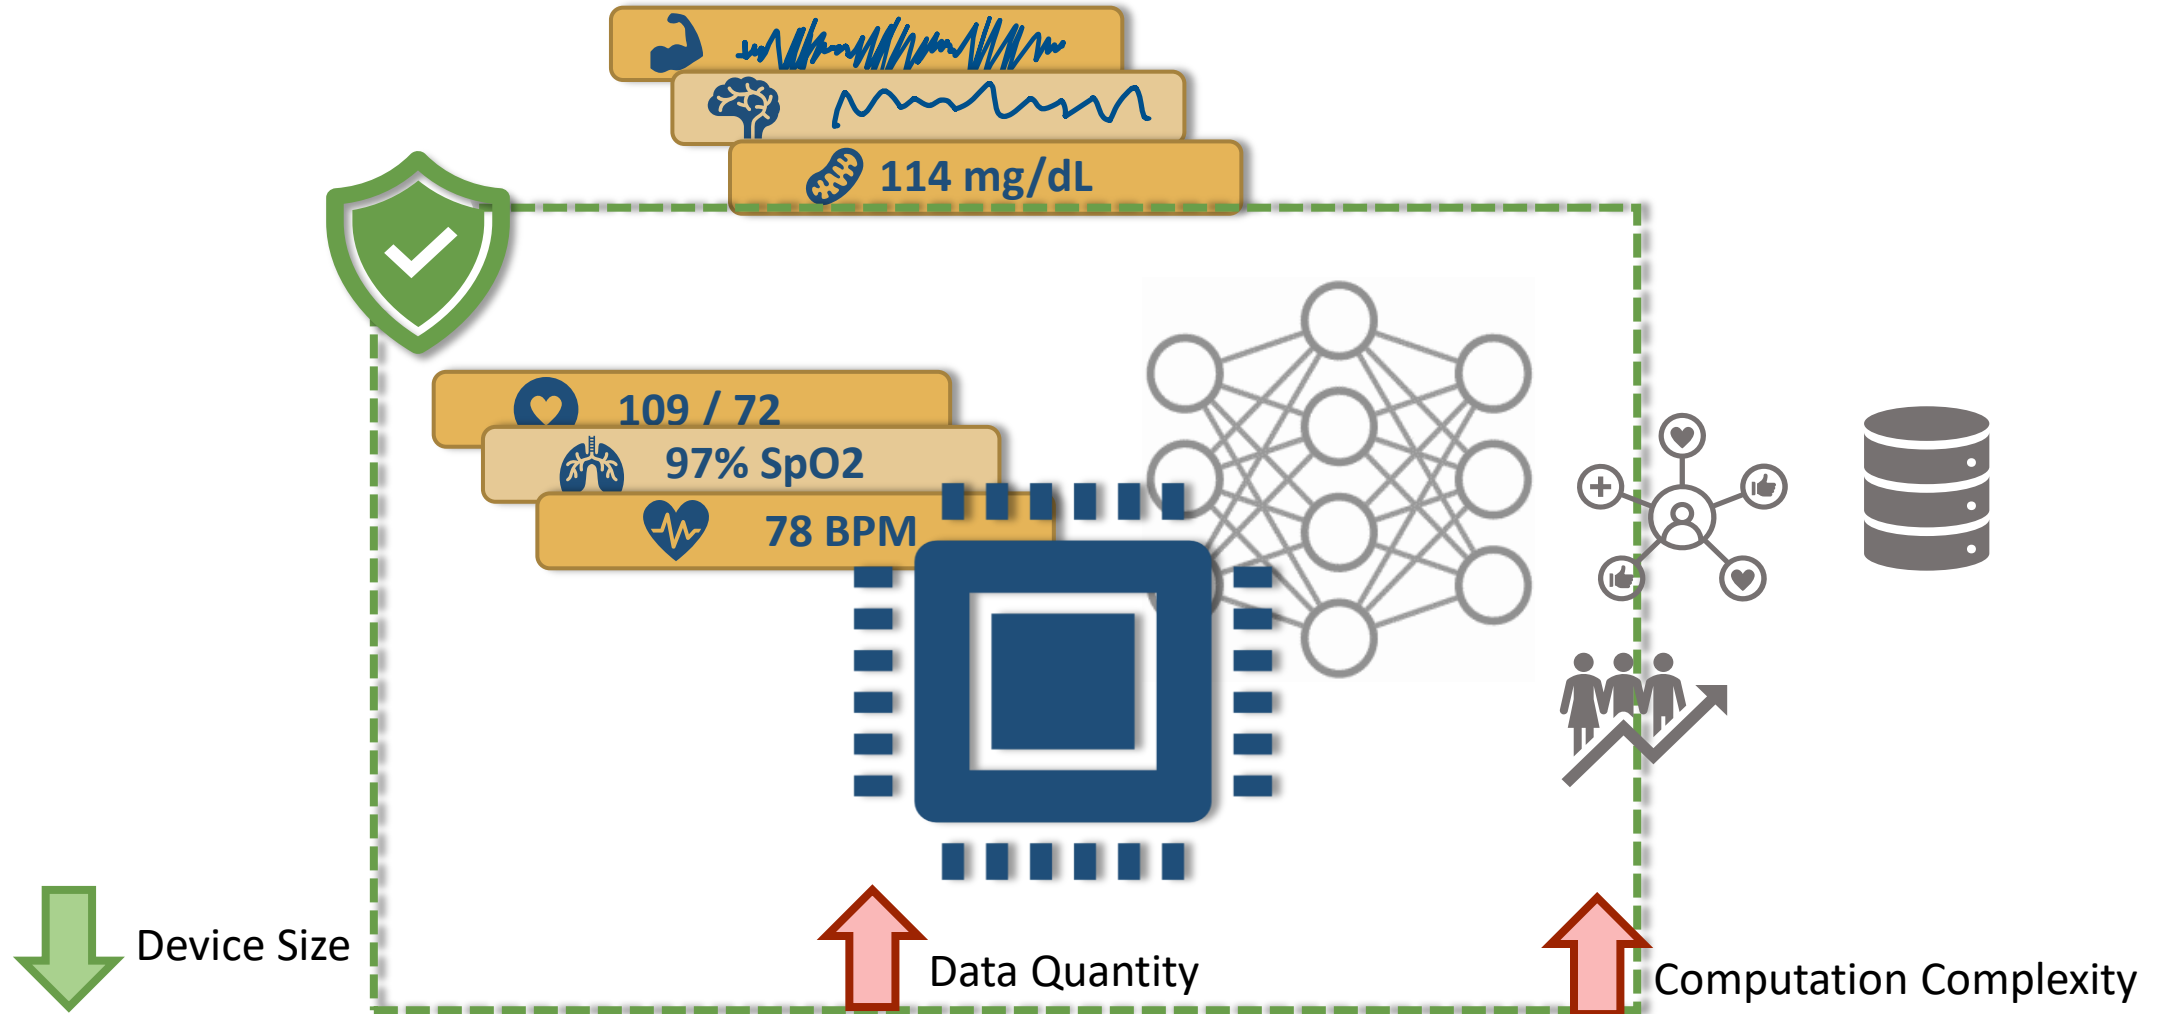 114 mg/dL
109 / 72
97% SpO2
78 BPM
Device Size
Data Quantity
Computation Complexity